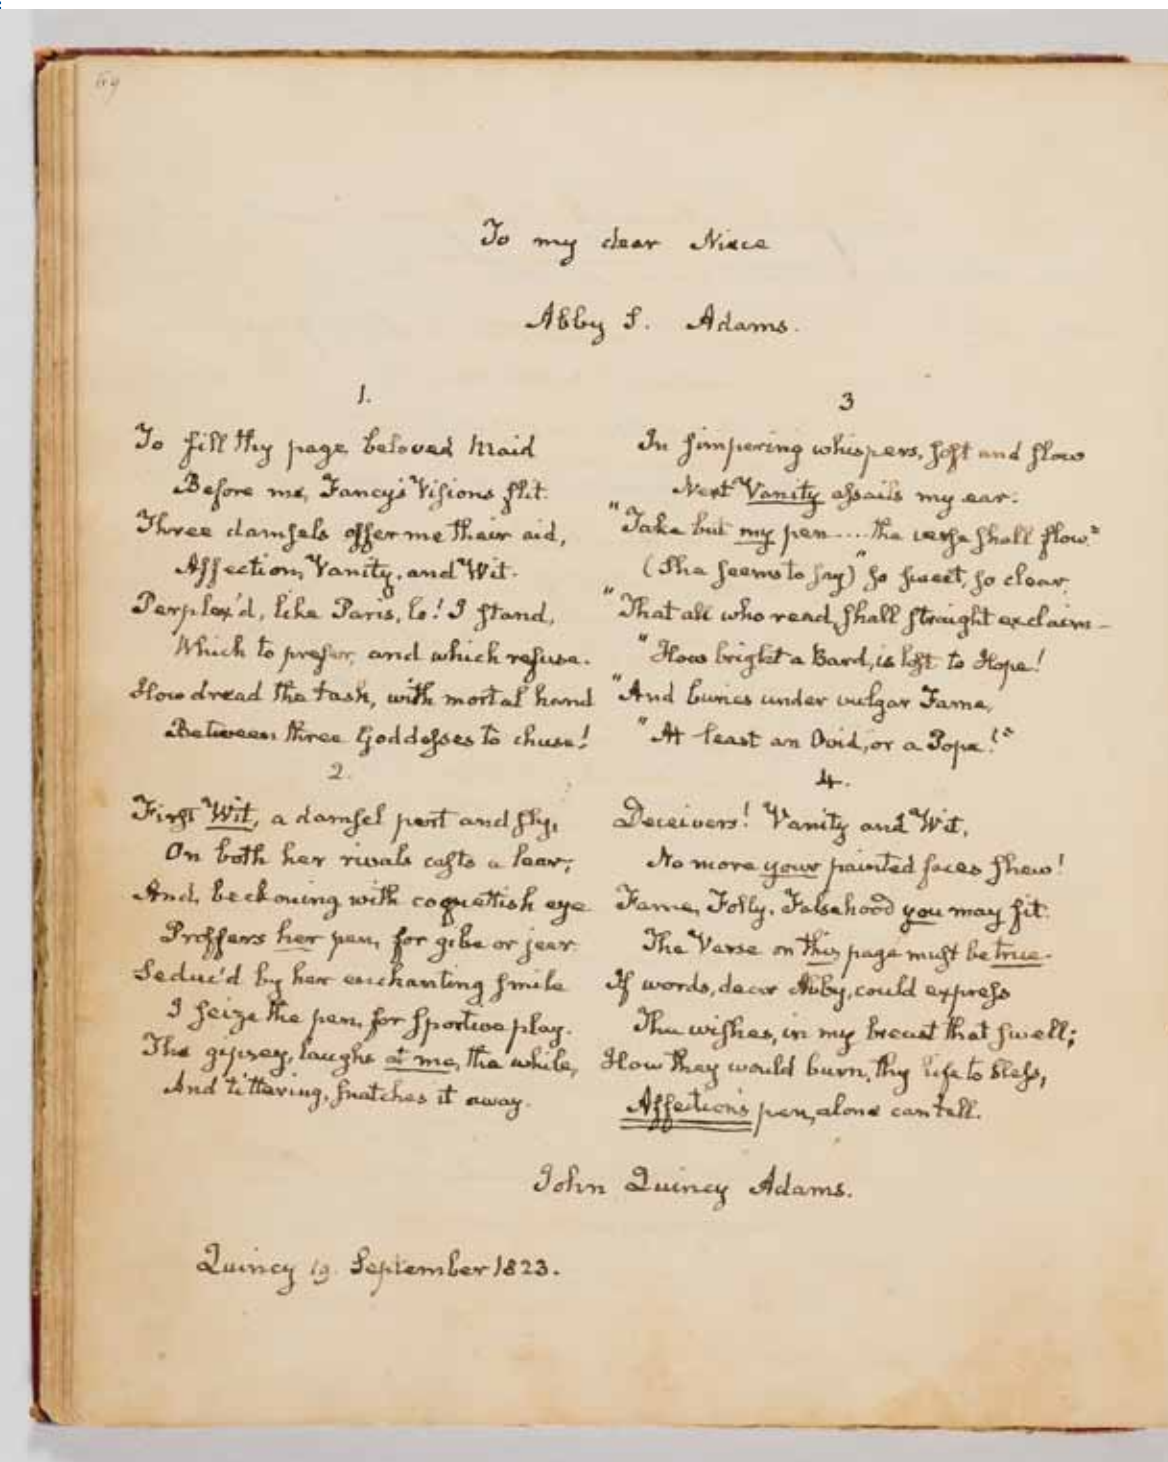 69
To my dear Niece
Abby S. Adams.
1.
To fill thy page, beloved Maid
Before me, Fancy's Visions flit.
Three damsels offer me their aid,
Affection, Vanity, and Wit.
Perplex'd, like Paris, lo! I stand,
Which to prefer, and which refuse.
How dread the task, with mortal hand
Between three Goddesses to chuse!
2.
First Wit, a damsel pert and sly,
On both her rivals casts a leer;
And, beckoning with coquettish eye
Proffers her pen, for gibe or jeer.
Seduc'd by her enchanting smile
I seize the pen, for sportive play.
The gipsey, laughs at me, the while,
And tittering, snatches it away.
3
In simpering whispers, soft and slow
Next Vanity assails my ear.
"Take but my pen .... the verse shall flow."
(She seems to say) "so sweet, so clear,
"That all who read, shall straight exclaim—
"How bright a Bard, is lost to Hope!
"And buries under vulgar Fame,
"At least an Ovid, or a Pope!"
4.
Deceivers! Vanity and Wit,
No more your painted faces shew!
Fame, Folly, Falsehood you may fit.
The Verse on this page must be true.
If words, dear Abby, could express
The wishes, in my breast that swell;
How they would burn, thy life to bless,
Affection's pen, alone can tell.
John Quincy Adams.
Quincy 19. September 1823.